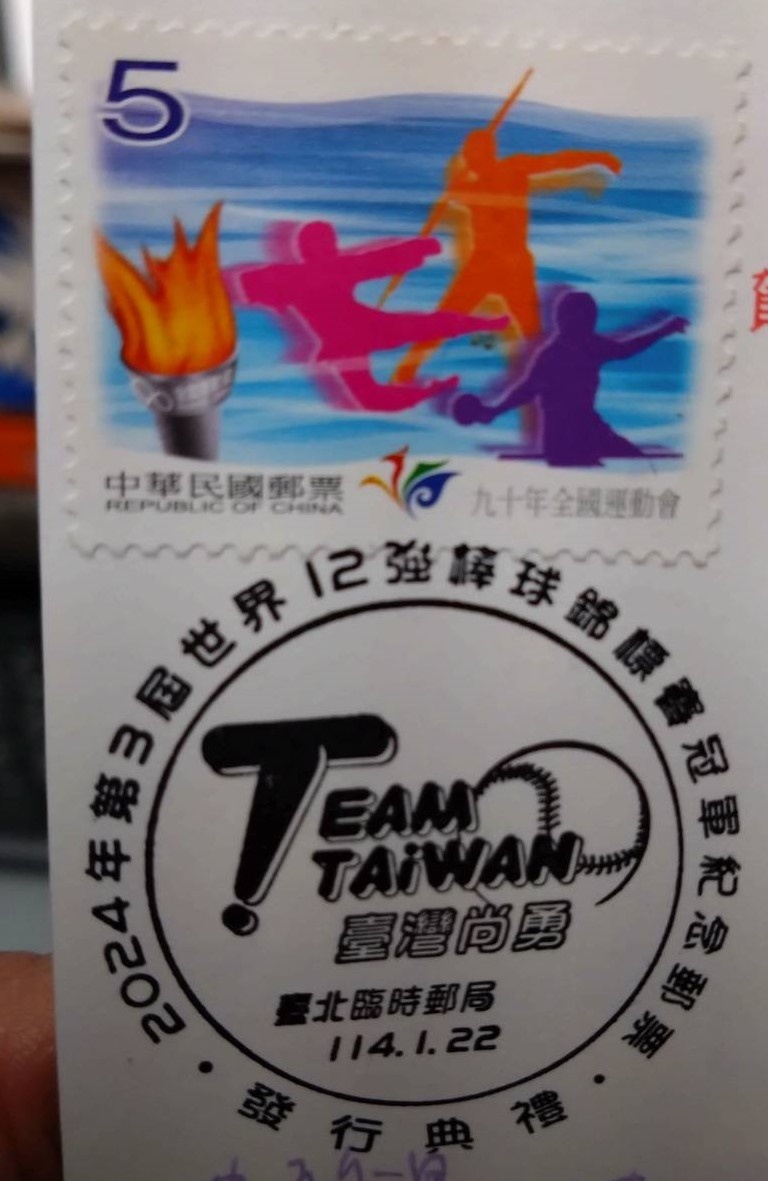 5
中華民國郵票
REPUBLIC OF CHINA
九十年全國運動會
2024年第3屆世界12強棒球錦標賽冠軍紀念郵票
TEAM
TAiWAN
臺灣尚勇
臺北臨時郵局
114.1.22
•發行典禮•